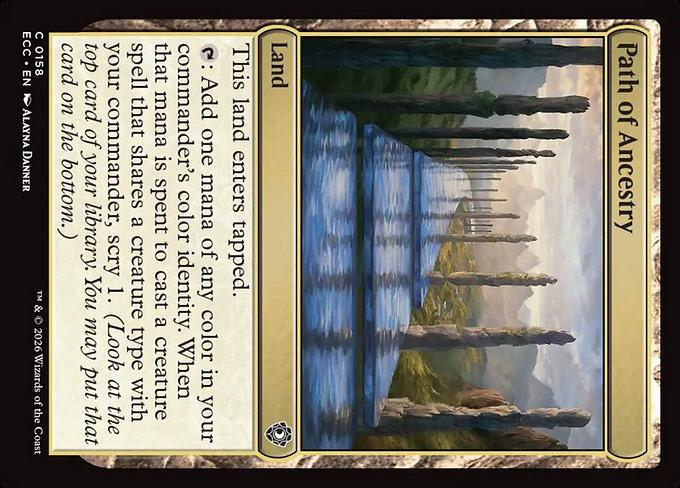 Path of Ancestry
Land
This land enters tapped.
: Add one mana of any color in your
commander's color identity. When
that mana is spent to cast a creature
spell that shares a creature type with
your commander, scry 1. (Look at the
top card of your library. You may put that
card on the bottom.)
C 0158
ECC • EN Alayna Danner
™ & © 2026 Wizards of the Coast